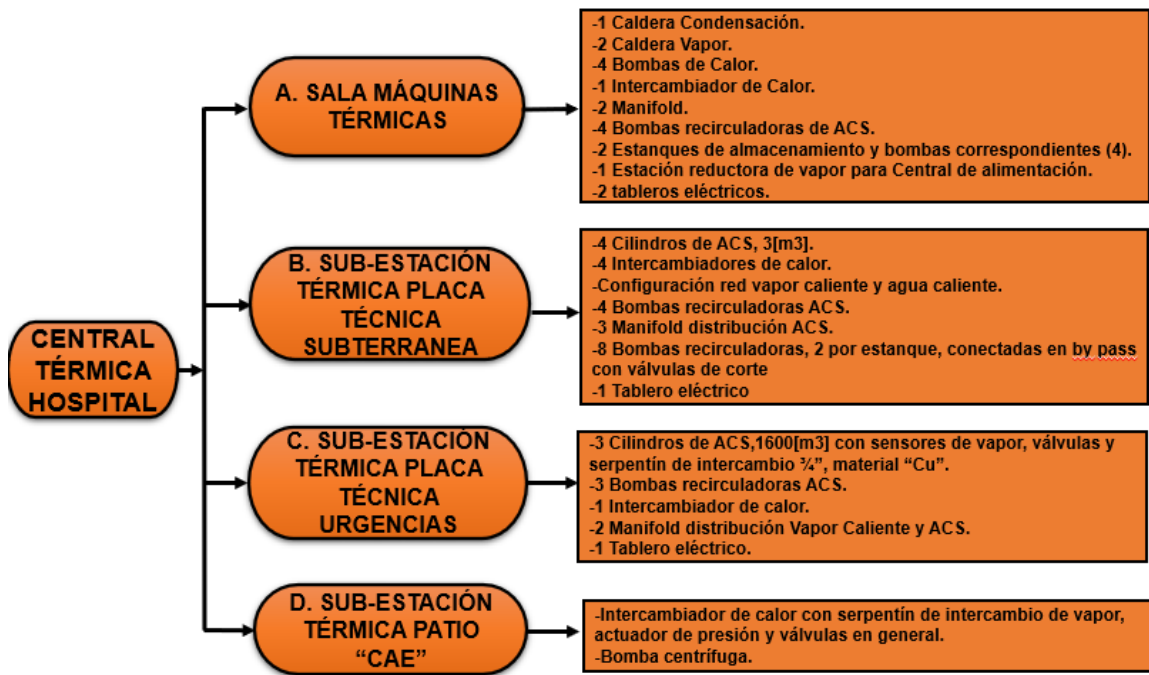 CENTRAL
TÉRMICA
HOSPITAL
A. SALA MÁQUINAS
TÉRMICAS
-1 Caldera Condensación.
-2 Caldera Vapor.
-4 Bombas de Calor.
-1 Intercambiador de Calor.
-2 Manifold.
-4 Bombas recirculadoras de ACS.
-2 Estanques de almacenamiento y bombas correspondientes (4).
-1 Estación reductora de vapor para Central de alimentación.
-2 tableros eléctricos.
B. SUB-ESTACIÓN
TÉRMICA PLACA
TÉCNICA
SUBTERRANEA
-4 Cilindros de ACS, 3[m3].
-4 Intercambiadores de calor.
-Configuración red vapor caliente y agua caliente.
-4 Bombas recirculadoras ACS.
-3 Manifold distribución ACS.
-8 Bombas recirculadoras, 2 por estanque, conectadas en by pass
con válvulas de corte
-1 Tablero eléctrico
C. SUB-ESTACIÓN
TÉRMICA PLACA
TÉCNICA
URGENCIAS
-3 Cilindros de ACS,1600[m3] con sensores de vapor, válvulas y
serpentín de intercambio ¾”, material “Cu”.
-3 Bombas recirculadoras ACS.
-1 Intercambiador de calor.
-2 Manifold distribución Vapor Caliente y ACS.
-1 Tablero eléctrico.
D. SUB-ESTACIÓN
TÉRMICA PATIO
“CAE”
-Intercambiador de calor con serpentín de intercambio de vapor,
actuador de presión y válvulas en general.
-Bomba centrífuga.